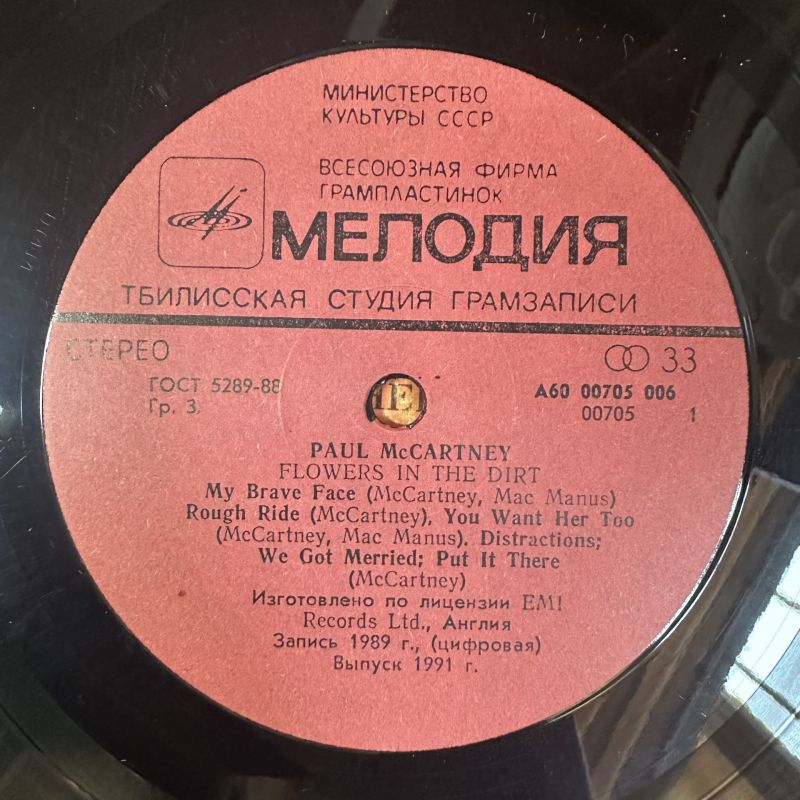 МИНИСТЕРСТВО
КУЛЬТУРЫ СССР
ВСЕСОЮЗНАЯ ФИРМА
ГРАМПЛАСТИНОК
МЕЛОДИЯ
ТБИЛИССКАЯ СТУДИЯ ГРАМЗАПИСИ
СТЕРЕО 33
ГОСТ 5289-88 А60 00705 006
Гр. 3. 00705 1
PAUL McCARTNEY
FLOWERS IN THE DIRT
My Brave Face (McCartney, Mac Manus)
Rough Ride (McCartney). You Want Her Too
(McCartney, Mac Manus). Distractions;
We Got Merried; Put It There
(McCartney)
Изготовлено по лицензии EMI
Records Ltd., Англия
Запись 1989 г., (цифровая)
Выпуск 1991 г.